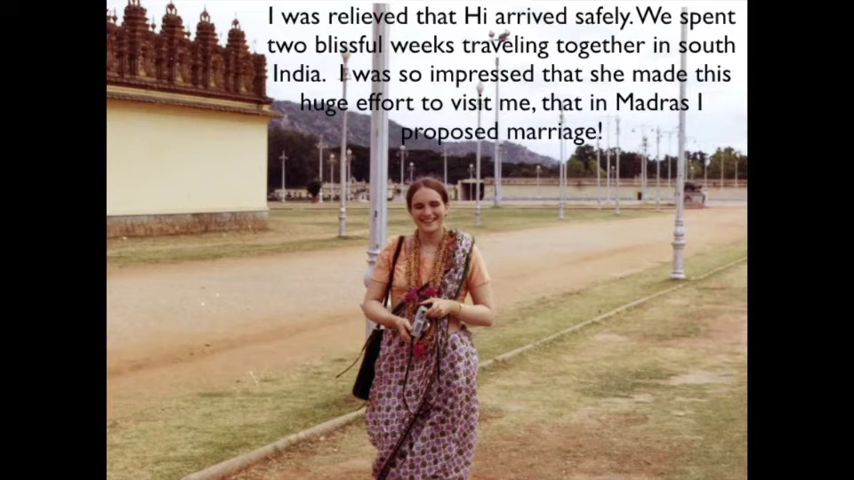 I was relieved that Hi arrived safely. We spent
two blissful weeks traveling together in south
India. I was so impressed that she made this
huge effort to visit me, that in Madras I
proposed marriage!